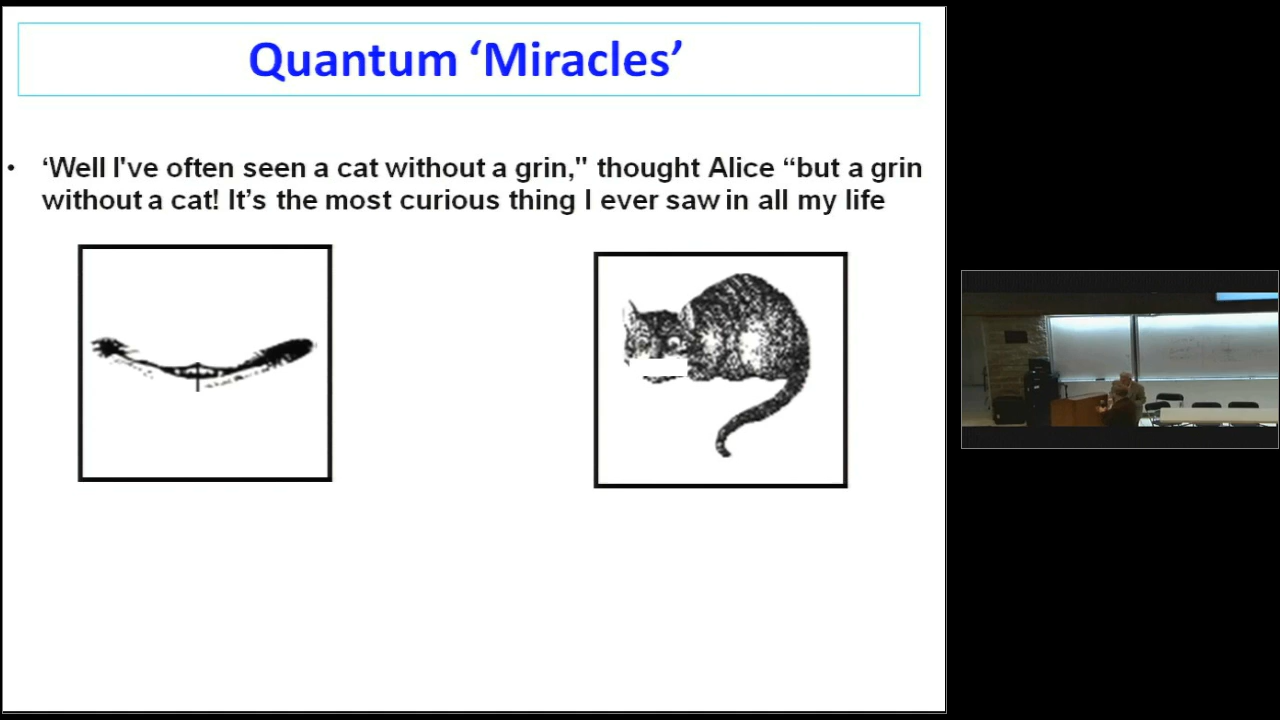 Quantum ‘Miracles’
• ‘Well I've often seen a cat without a grin," thought Alice “but a grin
without a cat! It’s the most curious thing I ever saw in all my life